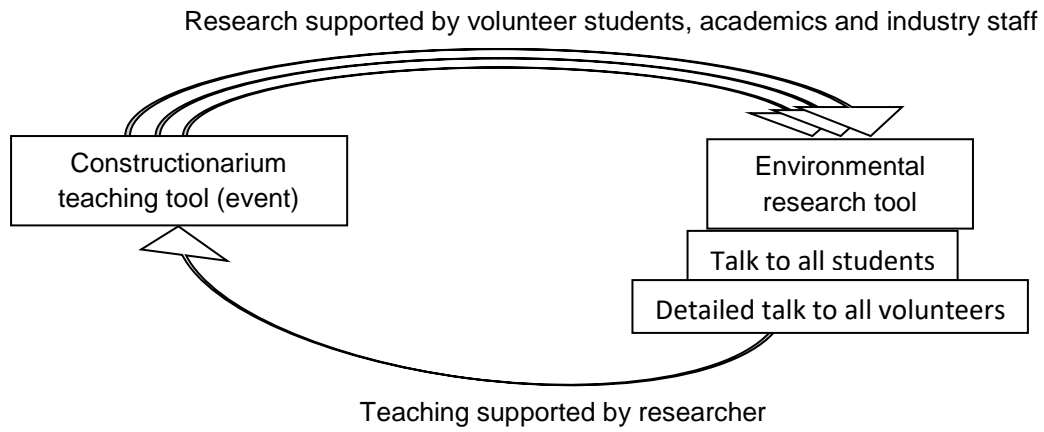 Research supported by volunteer students, academics and industry staff
Constructionarium
teaching tool (event)
Environmental
research tool
Talk to all students
Detailed talk to all volunteers
Teaching supported by researcher